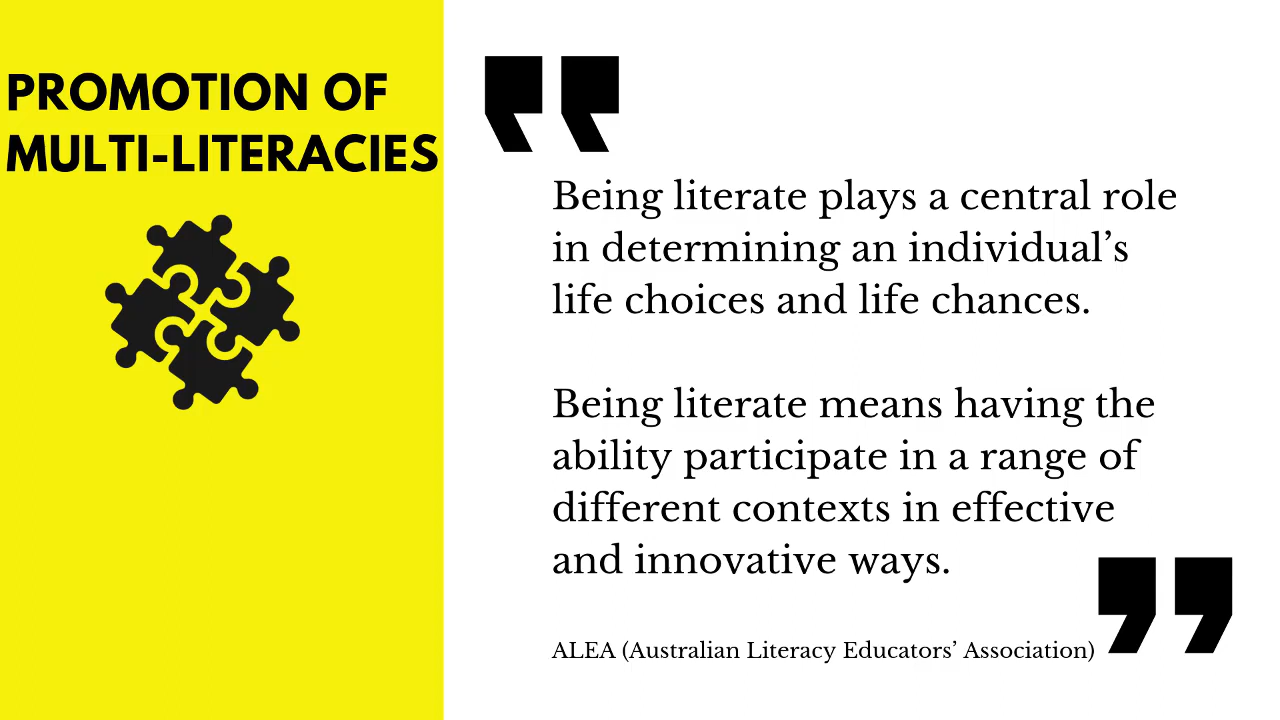 PROMOTION OF
MULTI-LITERACIES
Being literate plays a central role
in determining an individual’s
life choices and life chances.
Being literate means having the
ability participate in a range of
different contexts in effective
and innovative ways.
ALEA (Australian Literacy Educators’ Association)